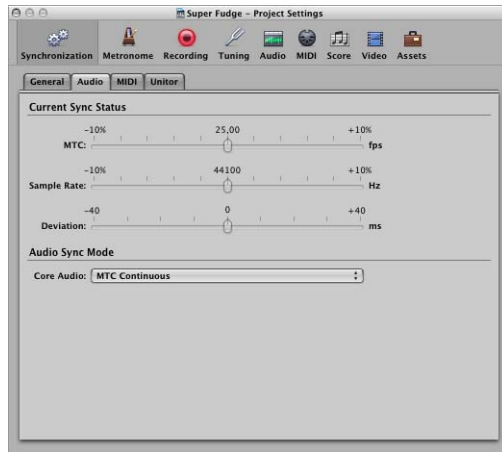 Super Fudge – Project Settings
Synchronization Metronome Recording Tuning Audio MIDI Score Video Assets
General Audio MIDI Unitor
Current Sync Status
-10% 25,00 +10%
MTC: fps
-10% 44100 +10%
Sample Rate: Hz
-40 0 +40
Deviation: ms
Audio Sync Mode
Core Audio: MTC Continuous